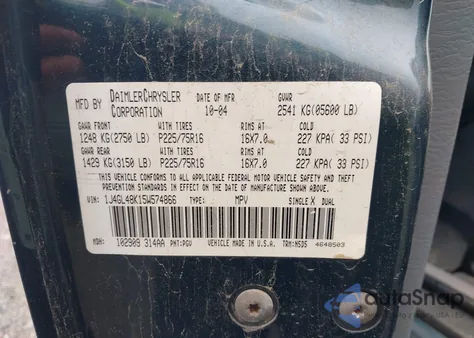 MFD BY DAIMLERCHRYSLER CORPORATION DATE OF MFR 10-04 GVWR 2541 KG(05600 LB)
GAWR FRONT WITH TIRES RIMS AT COLD
1248 KG(2750 LB) P225/75R16 16X7.0 227 KPA( 33 PSI)
GAWR REAR WITH TIRES RIMS AT COLD
1429 KG(3150 LB) P225/75R16 16X7.0 227 KPA( 33 PSI)
THIS VEHICLE CONFORMS TO ALL APPLICABLE FEDERAL MOTOR VEHICLE SAFETY, BUMPER, AND THEFT PREVENTION STANDARDS IN EFFECT ON THE DATE OF MANUFACTURE SHOWN ABOVE.
VIN: 1J4GL48K15W574866 TYPE: MPV SINGLE X DUAL
MDH: 102909 314AA PNT:PGV VEHICLE MADE IN U.S.A. TRM:N5D5 4648503
AutoSnap